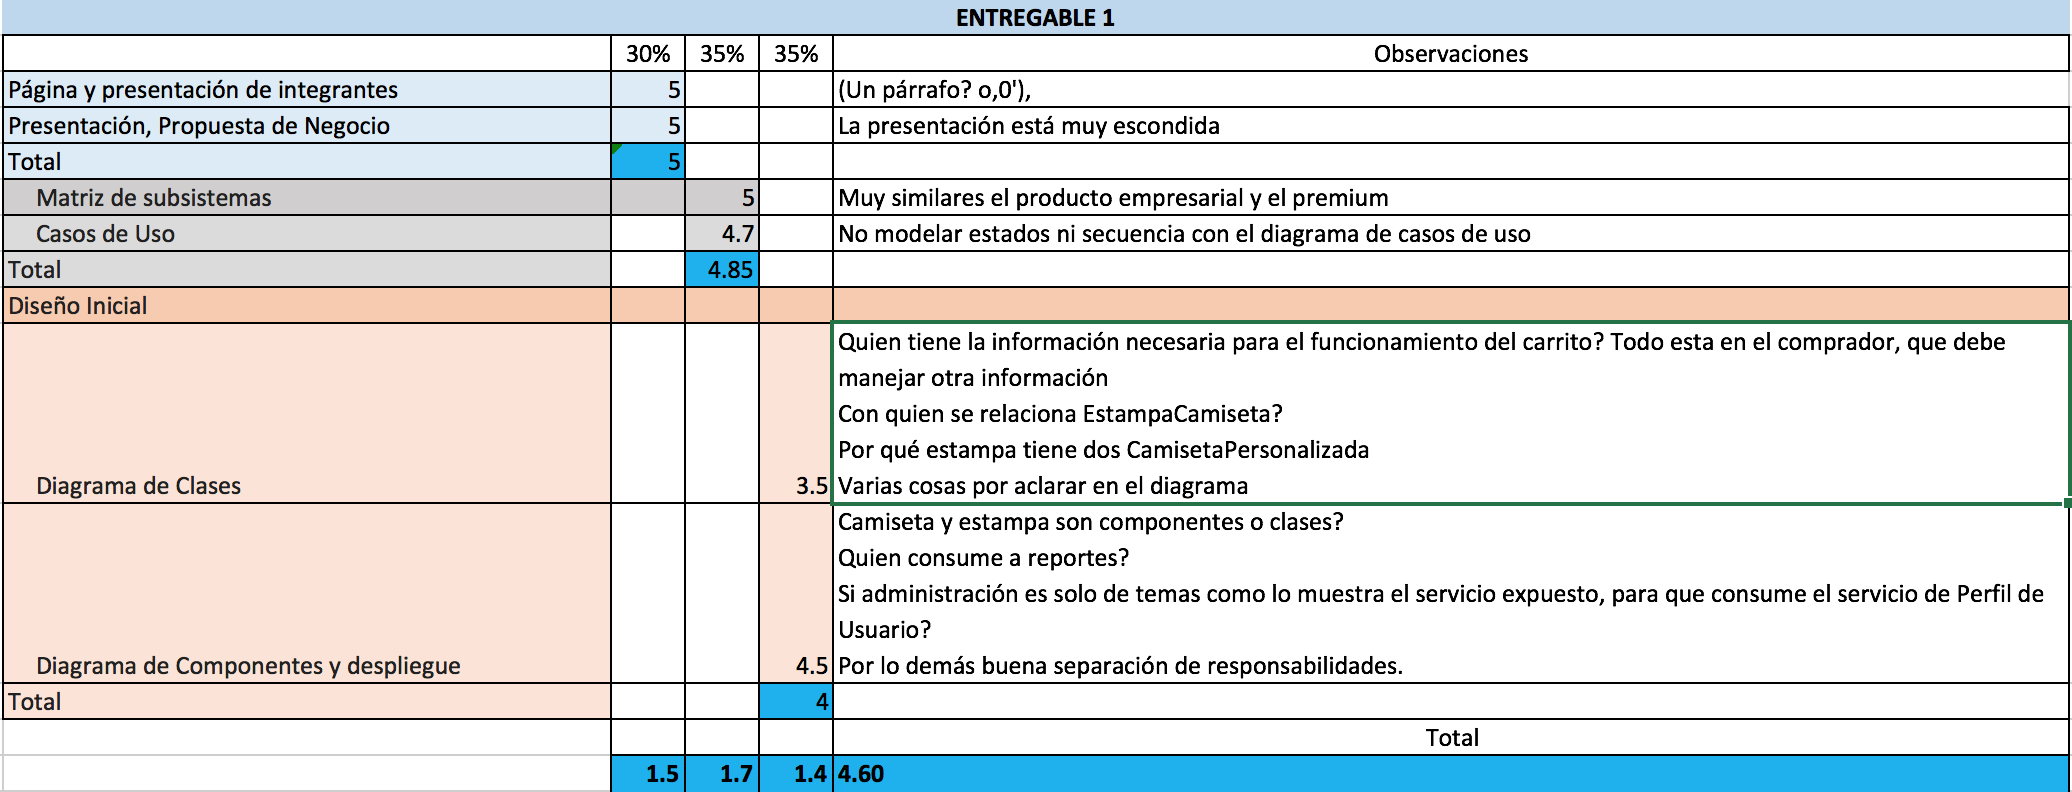 ENTREGABLE 1
30% 35% 35% Observaciones
Página y presentación de integrantes 5 (Un párrafo? o,0'),
Presentación, Propuesta de Negocio 5 La presentación está muy escondida
Total 5
Matriz de subsistemas 5 Muy similares el producto empresarial y el premium
Casos de Uso 4.7 No modelar estados ni secuencia con el diagrama de casos de uso
Total 4.85
Diseño Inicial
Quien tiene la información necesaria para el funcionamiento del carrito? Todo esta en el comprador, que debe
manejar otra información
Con quien se relaciona EstampaCamiseta?
Por qué estampa tiene dos CamisetaPersonalizada
Diagrama de Clases 3.5 Varias cosas por aclarar en el diagrama
Camiseta y estampa son componentes o clases?
Quien consume a reportes?
Si administración es solo de temas como lo muestra el servicio expuesto, para que consume el servicio de Perfil de
Usuario?
Diagrama de Componentes y despliegue 4.5 Por lo demás buena separación de responsabilidades.
Total 4
Total
1.5 1.7 1.4 4.60